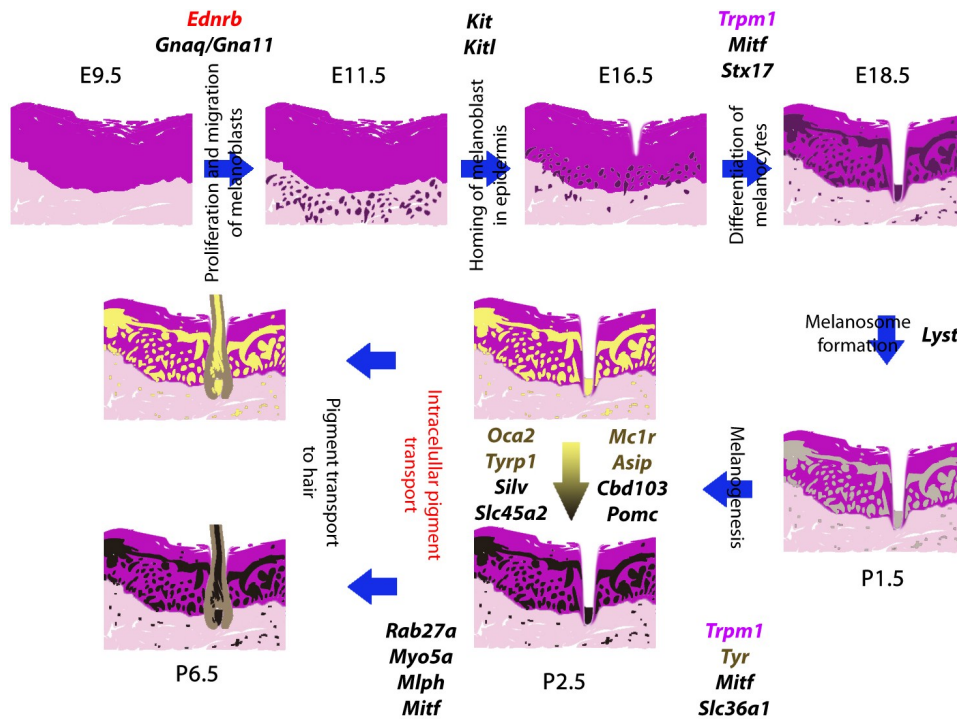 Ednrb
Gnaq/Gna11
Kit
Kitl
Trpm1
Mitf
Stx17
E9.5
E11.5
E16.5
E18.5
Proliferation and migration
of melanoblasts
Homing of melanoblast
in epidermis
Differentiation of
melanocytes
Melanosome
formation
Lyst
Pigment transport
to hair
Intracelullar pigment
transport
Oca2
Tyrp1
Silv
Slc45a2
Mc1r
Asip
Cbd103
Pomc
Melanogenesis
P1.5
P6.5
Rab27a
Myo5a
Mlph
Mitf
P2.5
Trpm1
Tyr
Mitf
Slc36a1